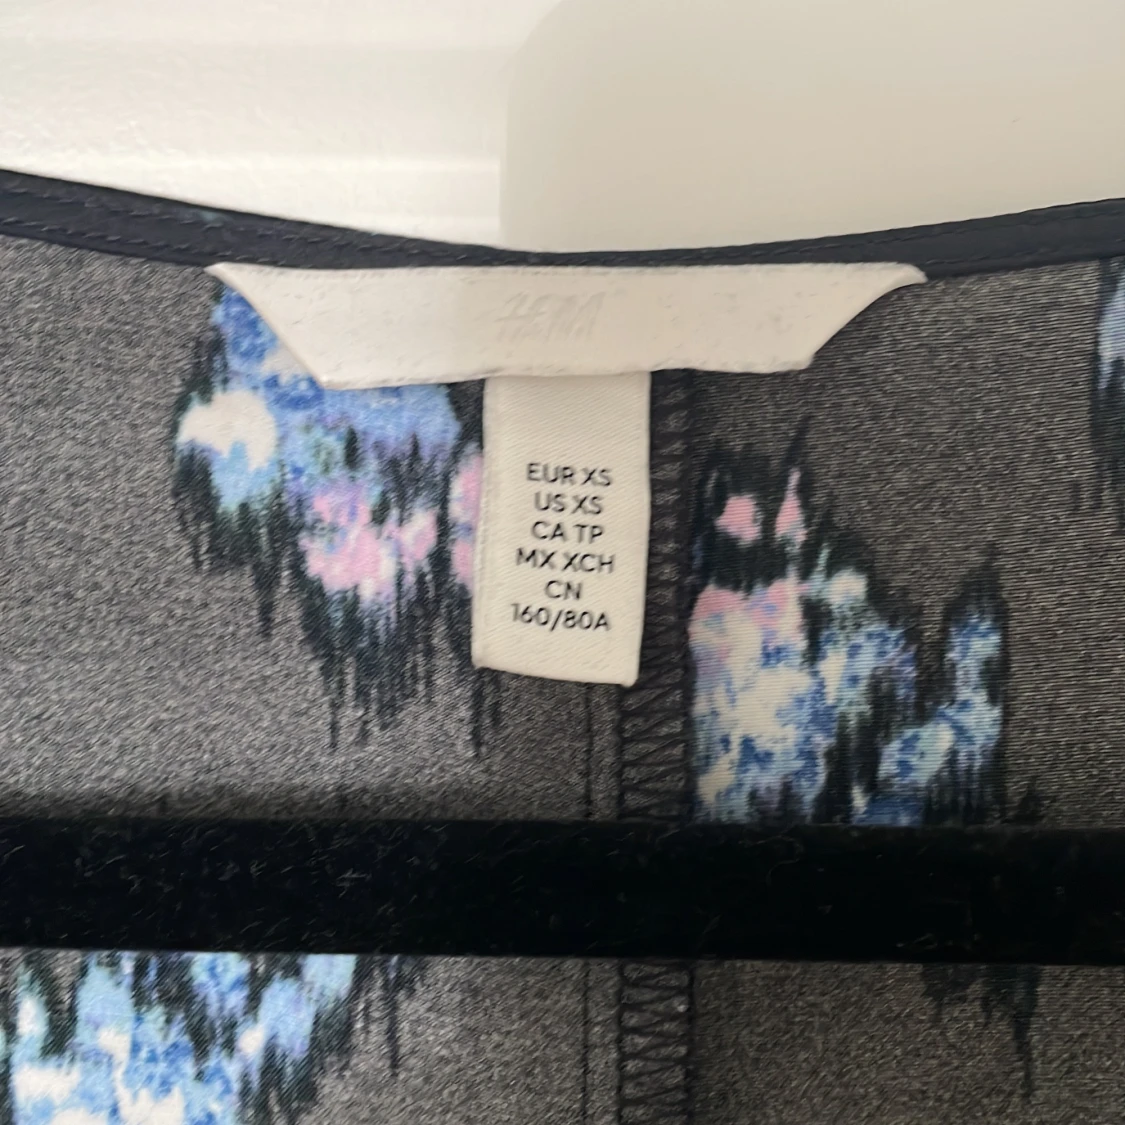 H&M
EUR XS
US XS
CA TP
MX XCH
CN
160/80A